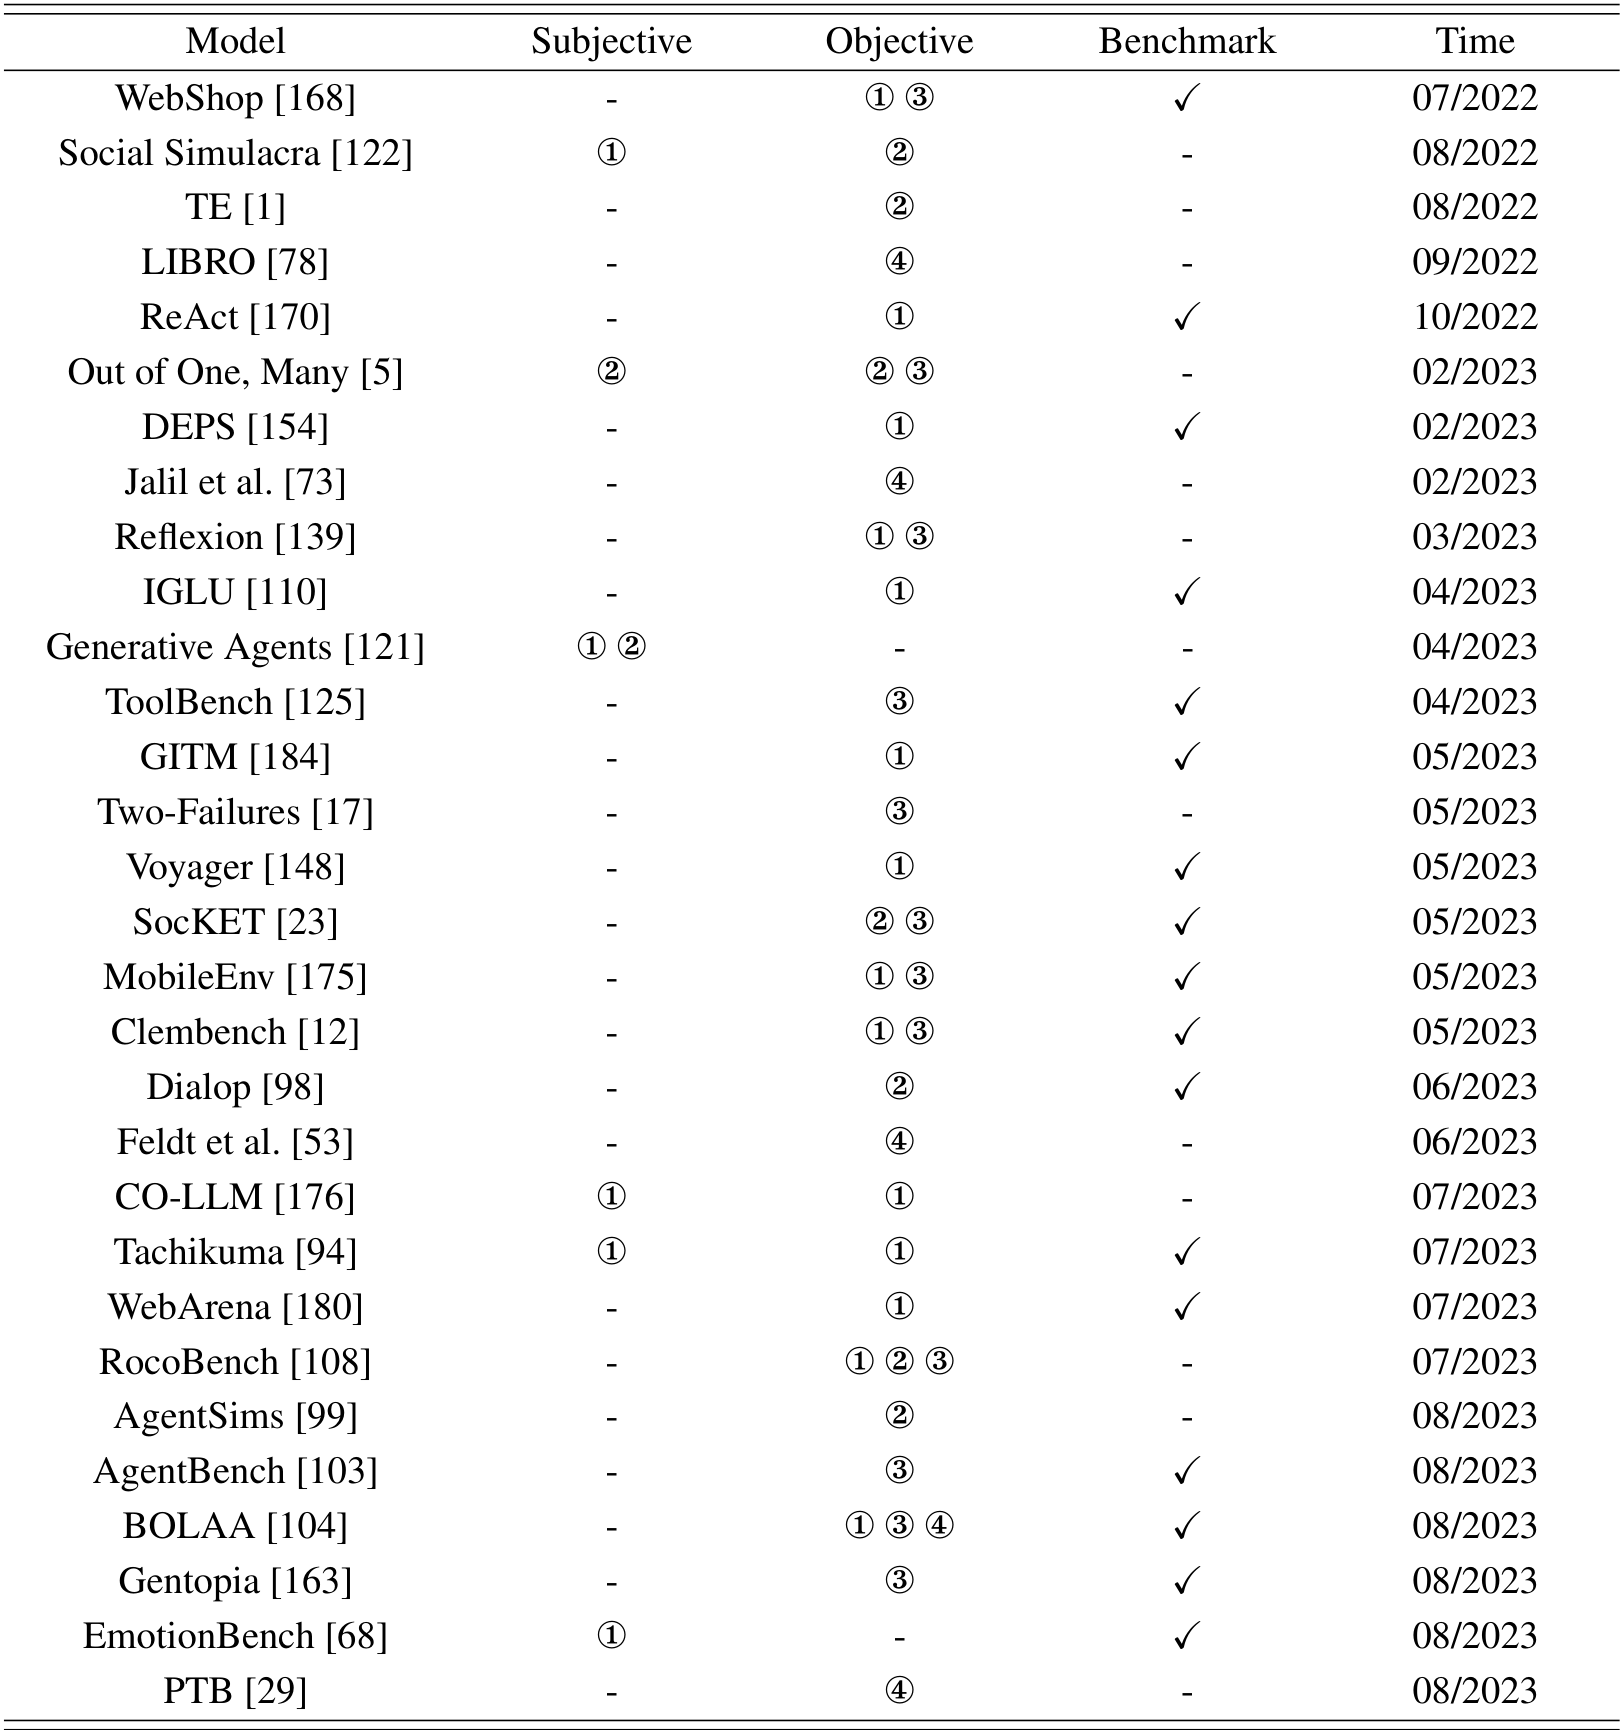 Model Subjective Objective Benchmark Time
WebShop [168] - ① ③ ✓ 07/2022
Social Simulacra [122] ① ② - 08/2022
TE [1] - ② - 08/2022
LIBRO [78] - ④ - 09/2022
ReAct [170] - ① ✓ 10/2022
Out of One, Many [5] ② ② ③ - 02/2023
DEPS [154] - ① ✓ 02/2023
Jalil et al. [73] - ④ - 02/2023
Reflexion [139] - ① ③ - 03/2023
IGLU [110] - ① ✓ 04/2023
Generative Agents [121] ① ② - - 04/2023
ToolBench [125] - ③ ✓ 04/2023
GITM [184] - ① ✓ 05/2023
Two-Failures [17] - ③ - 05/2023
Voyager [148] - ① ✓ 05/2023
SocKET [23] - ② ③ ✓ 05/2023
MobileEnv [175] - ① ③ ✓ 05/2023
Clembench [12] - ① ③ ✓ 05/2023
Dialop [98] - ② ✓ 06/2023
Feldt et al. [53] - ④ - 06/2023
CO-LLM [176] ① ① - 07/2023
Tachikuma [94] ① ① ✓ 07/2023
WebArena [180] - ① ✓ 07/2023
RocoBench [108] - ① ② ③ - 07/2023
AgentSims [99] - ② - 08/2023
AgentBench [103] - ③ ✓ 08/2023
BOLAA [104] - ① ③ ④ ✓ 08/2023
Gentopia [163] - ③ ✓ 08/2023
EmotionBench [68] ① - ✓ 08/2023
PTB [29] - ④ - 08/2023